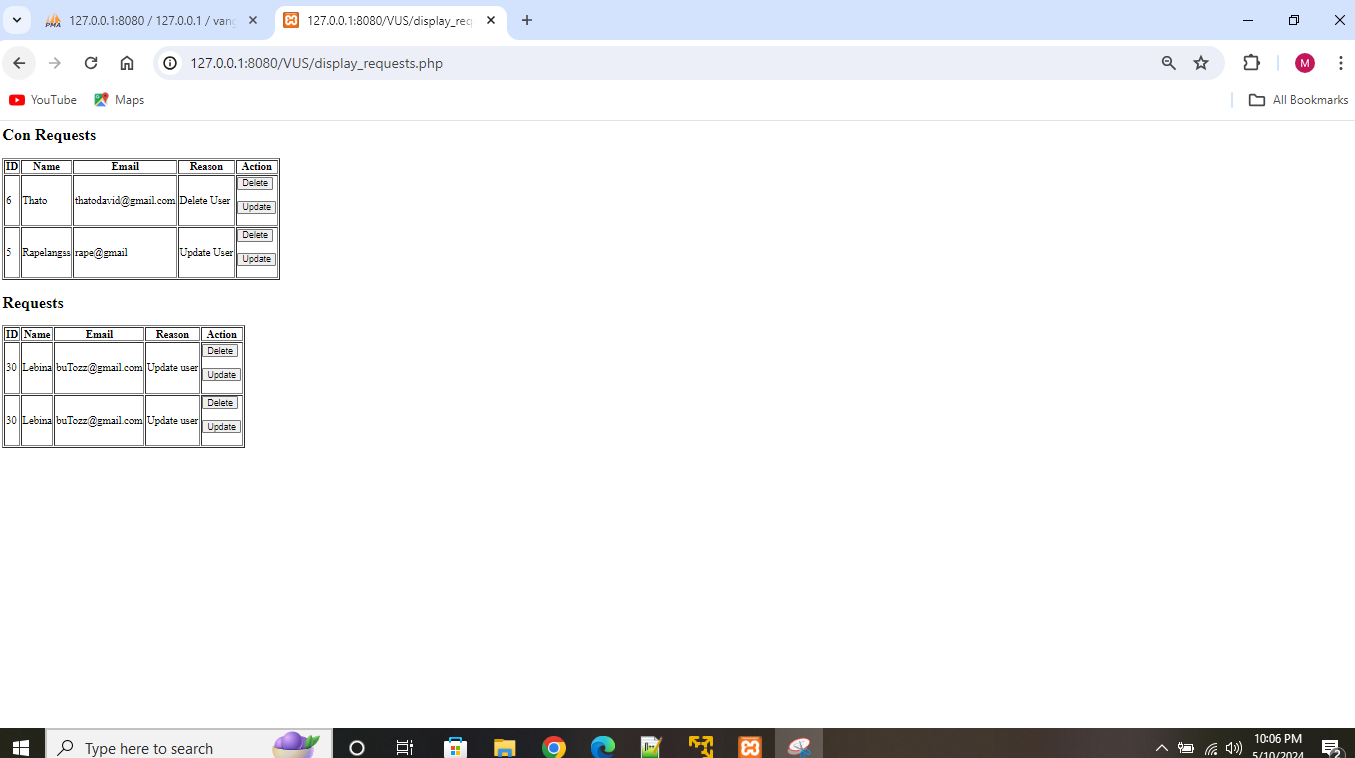 127.0.0.1:8080 / 127.0.0.1 / van
127.0.0.1:8080/VUS/display_req
127.0.0.1:8080/VUS/display_requests.php
M
YouTube Maps All Bookmarks
Con Requests
ID Name Email Reason Action
6 Thato thatodavid@gmail.com Delete User Delete Update
5 Rapelangss rape@gmail Update User Delete Update
Requests
ID Name Email Reason Action
30 Lebina buTozz@gmail.com Update user Delete Update
30 Lebina buTozz@gmail.com Update user Delete Update
Type here to search
10:06 PM
5/10/2024
2